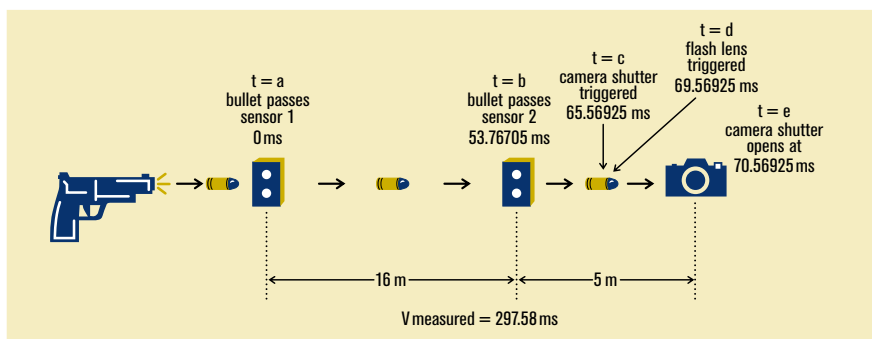 t = a
bullet passes
sensor 1
0 ms
t = b
bullet passes
sensor 2
53.76705 ms
t = c
camera shutter
triggered
65.56925 ms
t = d
flash lens
triggered
69.56925 ms
t = e
camera shutter
opens at
70.56925 ms
16 m
5 m
V measured = 297.58 ms